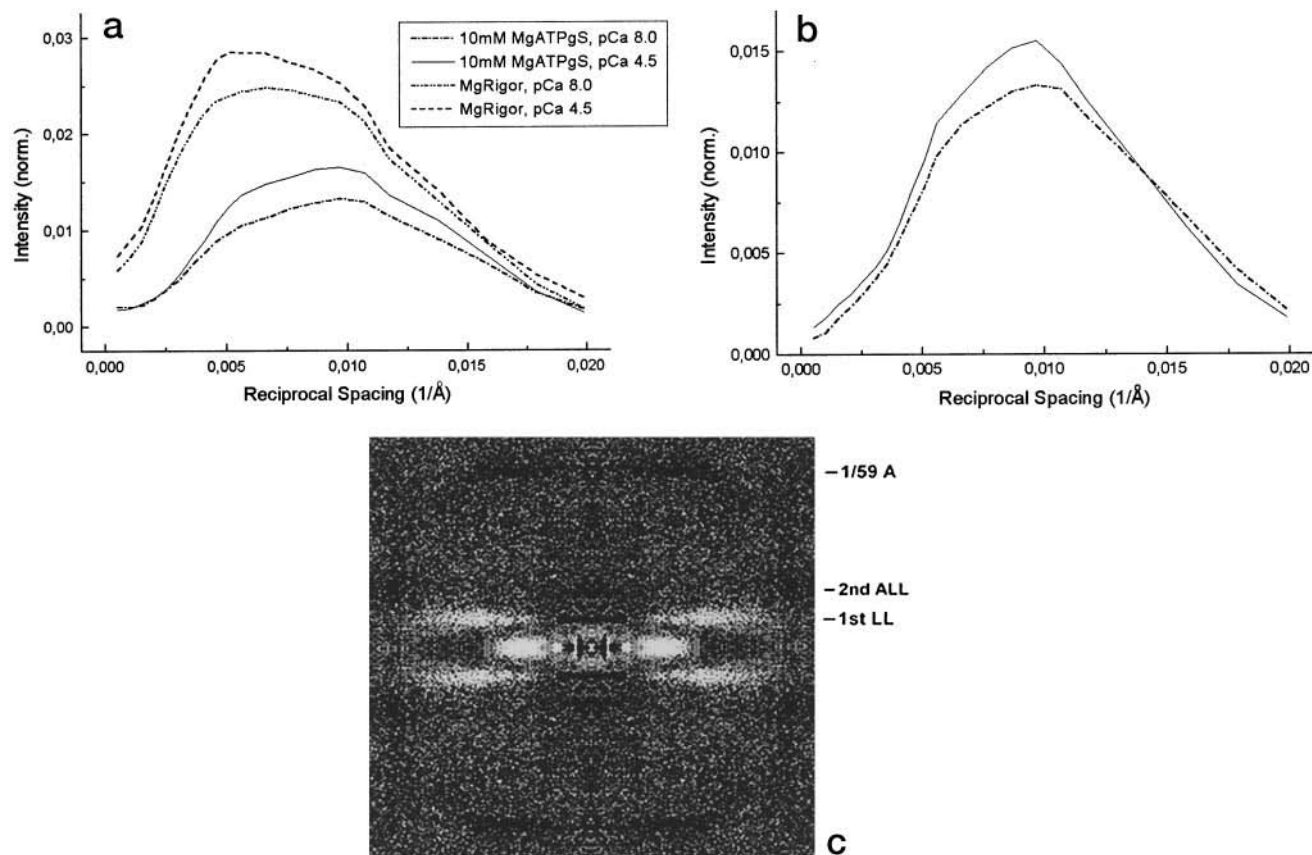 a
10mM MgATPgS, pCa 8.0
10mM MgATPgS, pCa 4.5
MgRigor, pCa 8.0
MgRigor, pCa 4.5
0,03
0,02
0,01
0,00
Intensity (norm.)
0,000 0,005 0,010 0,015 0,020
Reciprocal Spacing (1/Å)
b
0,015
0,010
0,005
0,000
Intensity (norm.)
0,000 0,005 0,010 0,015 0,020
Reciprocal Spacing (1/Å)
–1/59 A
–2nd ALL
–1st LL
c